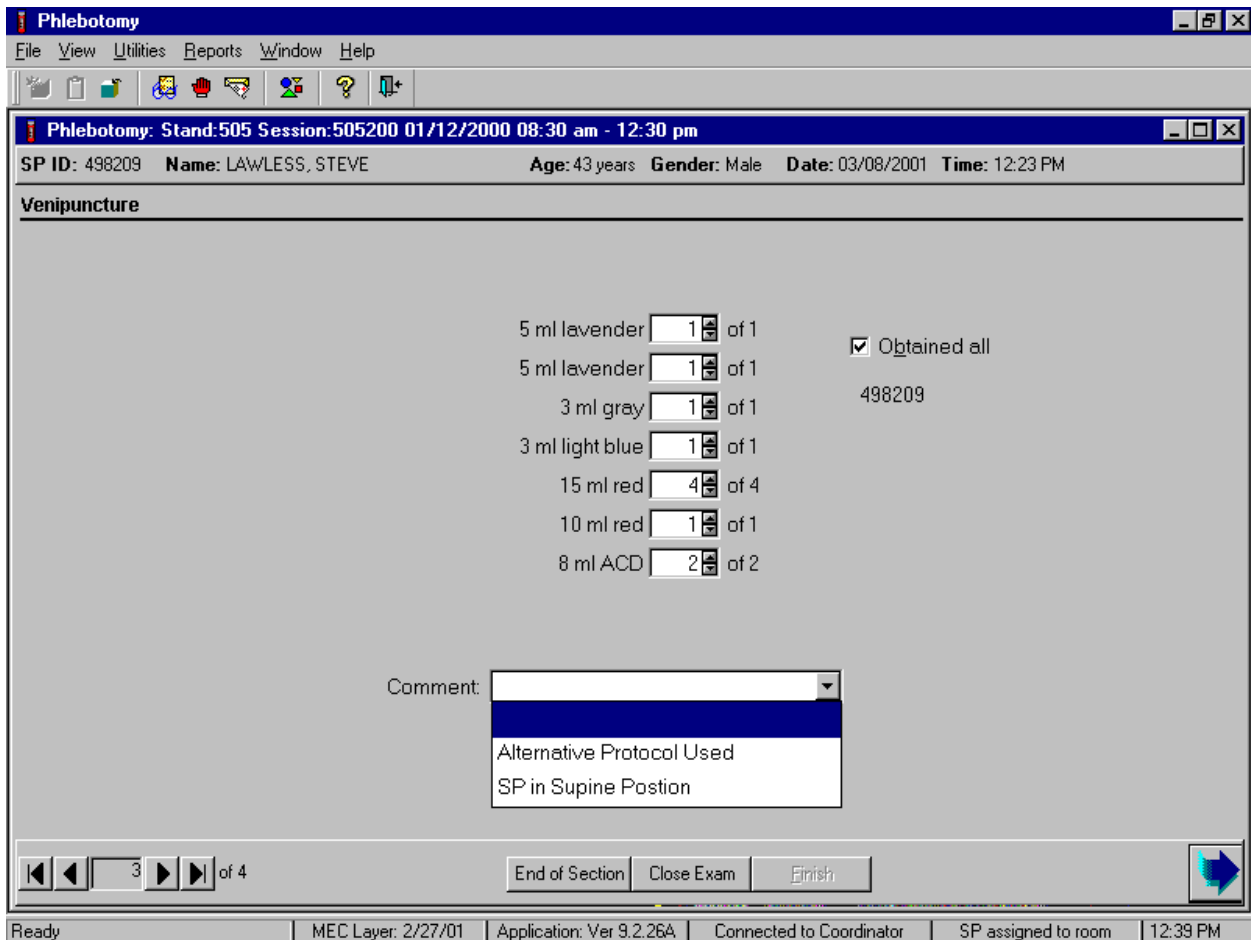 Phlebotomy
File View Utilities Reports Window Help
Phlebotomy: Stand:505 Session:505200 01/12/2000 08:30 am - 12:30 pm
SP ID: 498209 Name: LAWLESS, STEVE Age: 43 years Gender: Male Date: 03/08/2001 Time: 12:23 PM
Venipuncture
5 ml lavender 1 of 1
Obtained all
5 ml lavender 1 of 1
498209
3 ml gray 1 of 1
3 ml light blue 1 of 1
15 ml red 4 of 4
10 ml red 1 of 1
8 ml ACD 2 of 2
Comment:
Alternative Protocol Used
SP in Supine Postion
3 of 4 End of Section Close Exam Finish
Ready MEC Layer: 2/27/01 Application: Ver 9.2.26A Connected to Coordinator SP assigned to room 12:39 PM